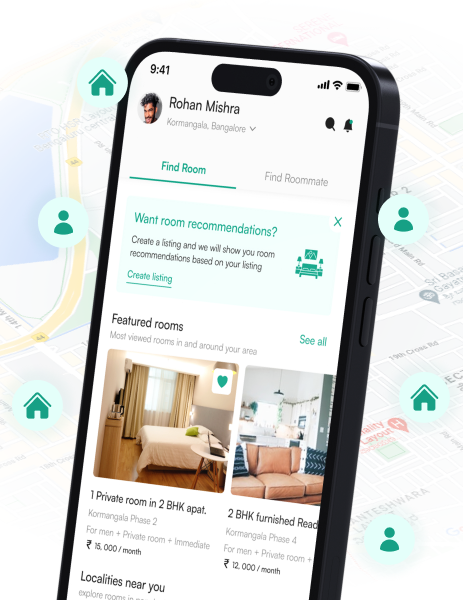 9:41
Rohan Mishra
Kormangala, Bangalore
Find Room
Find Roommate
Want room recommendations?
Create a listing and we will show you room
recommendations based on your listing
Create listing
Featured rooms
See all
Most viewed rooms in and around your area
1 Private room in 2 BHK apat.
Kormangala Phase 2
For men + Private room + Immediate
₹ 15, 000 / month
2 BHK furnished Read
Kormangala Phase 4
For men + Private room +
₹ 12, 000 / month
Localities near you
explore rooms in
19th Cross Rd